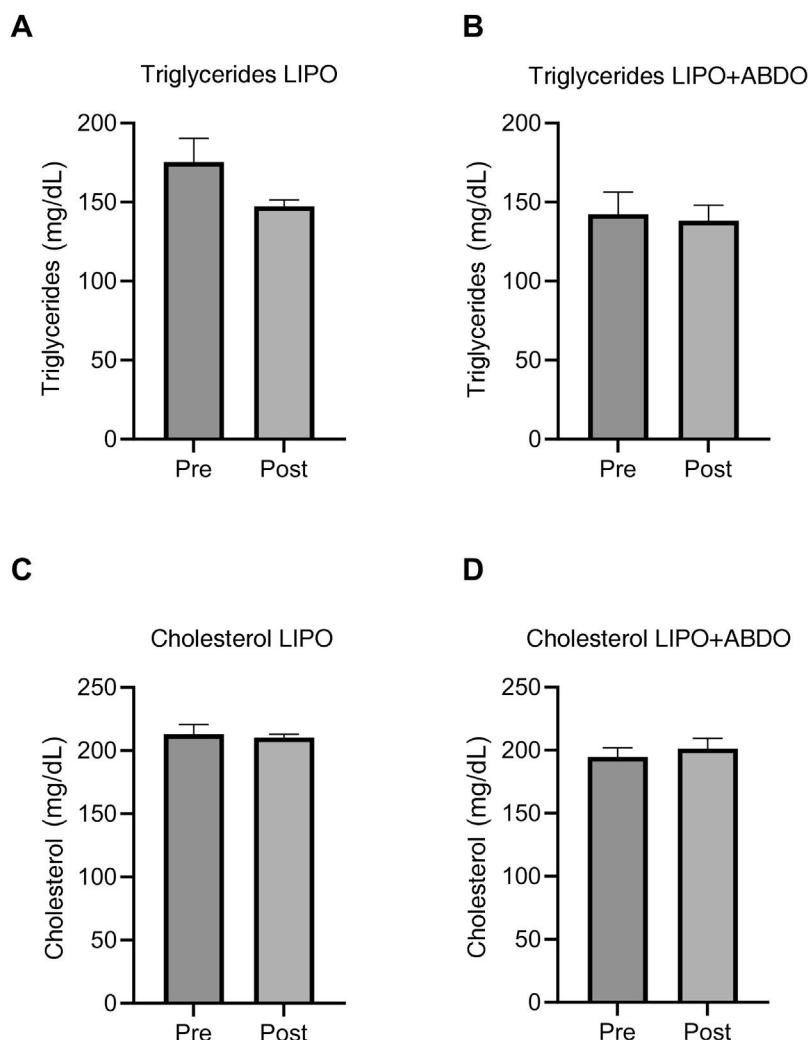 A
Triglycerides LIPO
Triglycerides (mg/dL)
200
150
100
50
0
Pre Post
B
Triglycerides LIPO+ABDO
Triglycerides (mg/dL)
200
150
100
50
0
Pre Post
C
Cholesterol LIPO
Cholesterol (mg/dL)
250
200
150
100
50
0
Pre Post
D
Cholesterol LIPO+ABDO
Cholesterol (mg/dL)
250
200
150
100
50
0
Pre Post